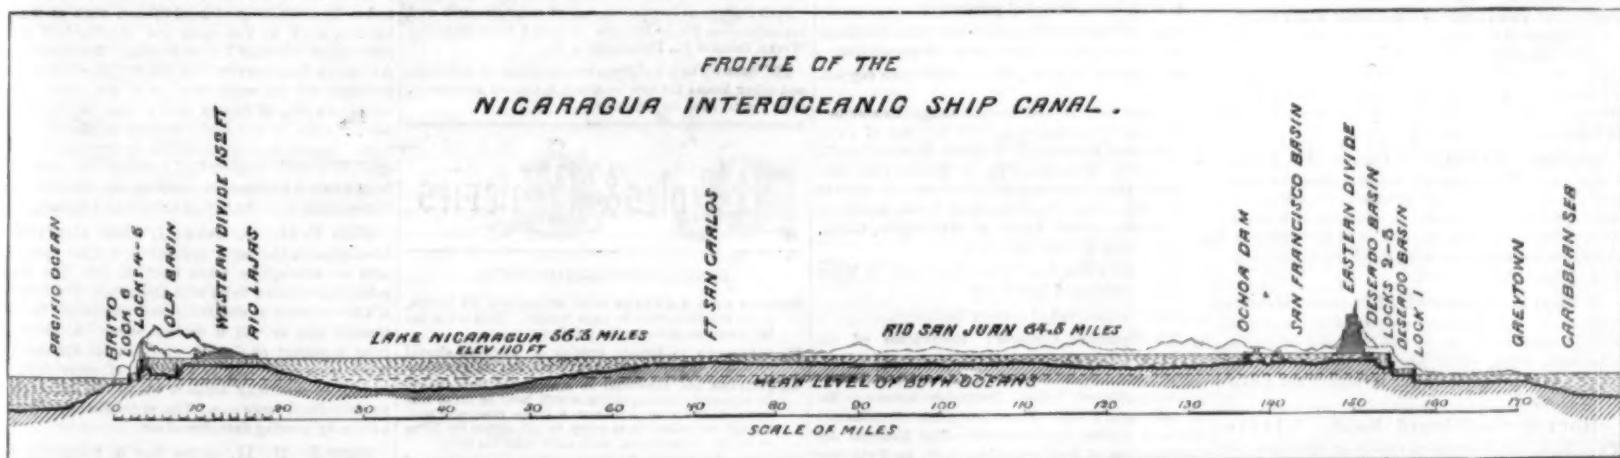 PROFILE OF THE
NICARAGUA INTEROCEANIC SHIP CANAL.
PACIFIC OCEAN
BRITO
LOCK 6
LOCKS 4-5
TOLA BASIN
WESTERN DIVIDE 152 FT
RIO LAJAS
LAKE NICARAGUA 56.5 MILES
ELEV 110 FT
FT SAN CARLOS
RIO SAN JUAN 64.5 MILES
OCHOA DAM
SAN FRANCISCO BASIN
EASTERN DIVIDE
DESEADO BASIN
LOCKS 2-3
DESEADO BASIN
LOCK 1
GREYTOWN
CARIBBEAN SEA
MEAN LEVEL OF BOTH OCEANS
0 5 10 20 30 40 50 60 70 80 90 100 110 120 130 140 150 160 170
SCALE OF MILES